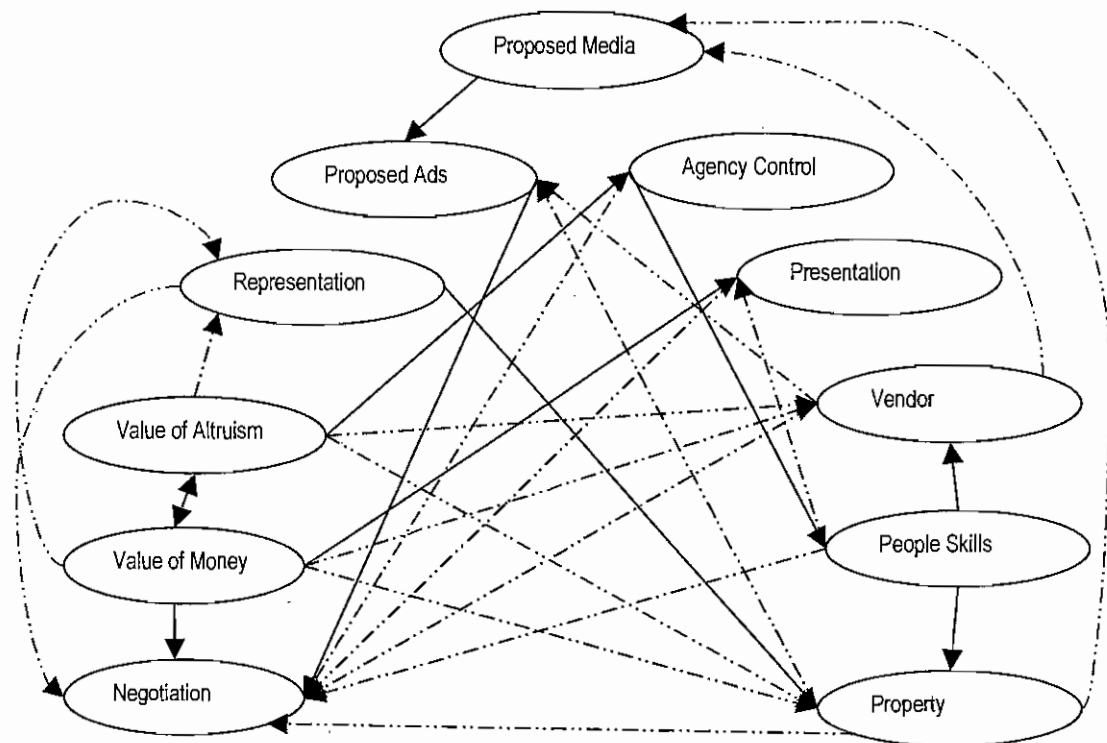 Proposed Media
Proposed Ads
Agency Control
Representation
Presentation
Value of Altruism
Vendor
Value of Money
People Skills
Negotiation
Property